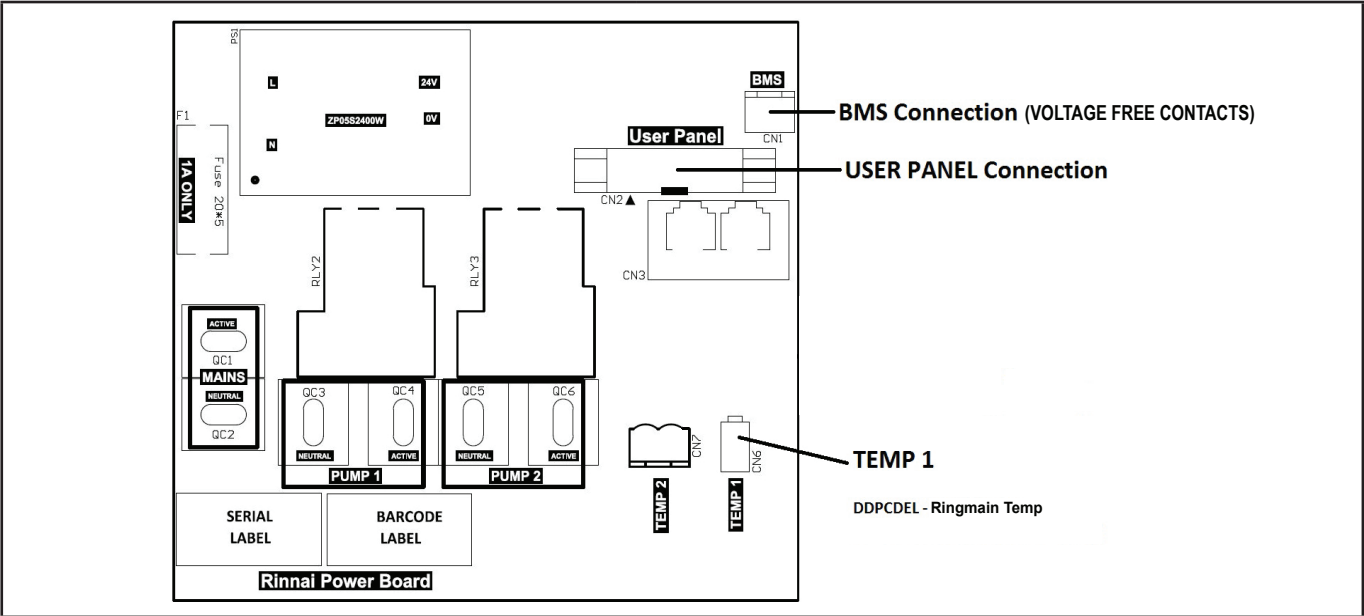 PS1
L
24V
ZP05S2400W
0V
N
F1
1A ONLY
Fuse 20*5
BMS
BMS Connection (VOLTAGE FREE CONTACTS)
CN1
User Panel
USER PANEL Connection
CN2
CN3
RLY2
RLY3
ACTIVE
QC1
MAINS
NEUTRAL
QC2
QC3
QC4
NEUTRAL
ACTIVE
PUMP 1
QC5
QC6
NEUTRAL
ACTIVE
PUMP 2
CN7
TEMP 2
CN6
TEMP 1
TEMP 1
DDPCDEL - Ringmain Temp
SERIAL
LABEL
BARCODE
LABEL
Rinnai Power Board